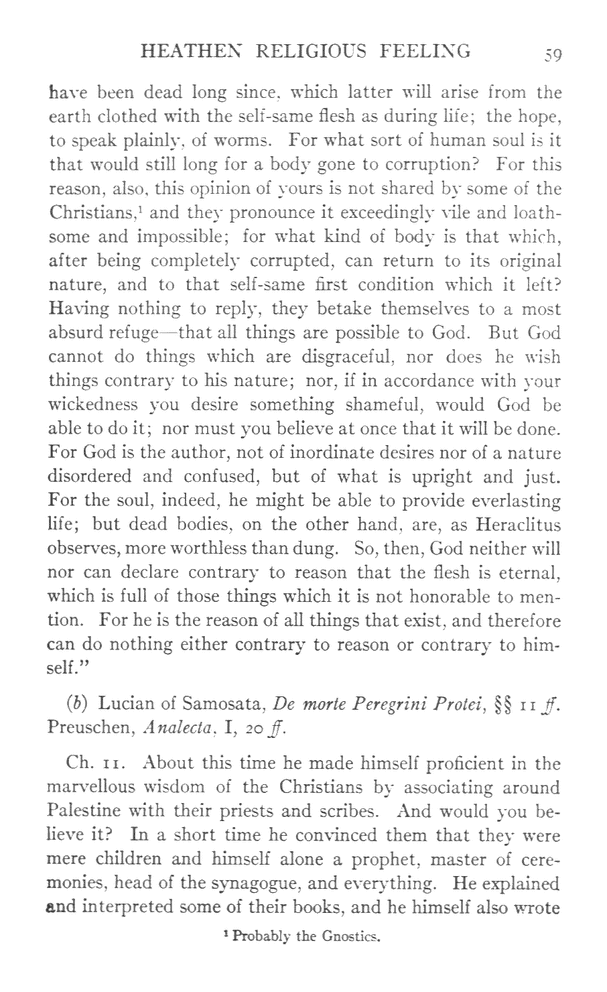 HEATHEN RELIGIOUS FEELING 59
have been dead long since, which latter will arise from the
earth clothed with the self-same flesh as during life; the hope,
to speak plainly, of worms. For what sort of human soul is it
that would still long for a body gone to corruption? For this
reason, also, this opinion of yours is not shared by some of the
Christians,¹ and they pronounce it exceedingly vile and loath-
some and impossible; for what kind of body is that which,
after being completely corrupted, can return to its original
nature, and to that self-same first condition which it left?
Having nothing to reply, they betake themselves to a most
absurd refuge—that all things are possible to God. But God
cannot do things which are disgraceful, nor does he wish
things contrary to his nature; nor, if in accordance with your
wickedness you desire something shameful, would God be
able to do it; nor must you believe at once that it will be done.
For God is the author, not of inordinate desires nor of a nature
disordered and confused, but of what is upright and just.
For the soul, indeed, he might be able to provide everlasting
life; but dead bodies, on the other hand, are, as Heraclitus
observes, more worthless than dung. So, then, God neither will
nor can declare contrary to reason that the flesh is eternal,
which is full of those things which it is not honorable to men-
tion. For he is the reason of all things that exist, and therefore
can do nothing either contrary to reason or contrary to him-
self.”
(b) Lucian of Samosata, De morte Peregrini Protei, §§ 11 ff.
Preuschen, Analecta, I, 20 ff.
Ch. 11. About this time he made himself proficient in the
marvellous wisdom of the Christians by associating around
Palestine with their priests and scribes. And would you be-
lieve it? In a short time he convinced them that they were
mere children and himself alone a prophet, master of cere-
monies, head of the synagogue, and everything. He explained
and interpreted some of their books, and he himself also wrote
¹ Probably the Gnostics.